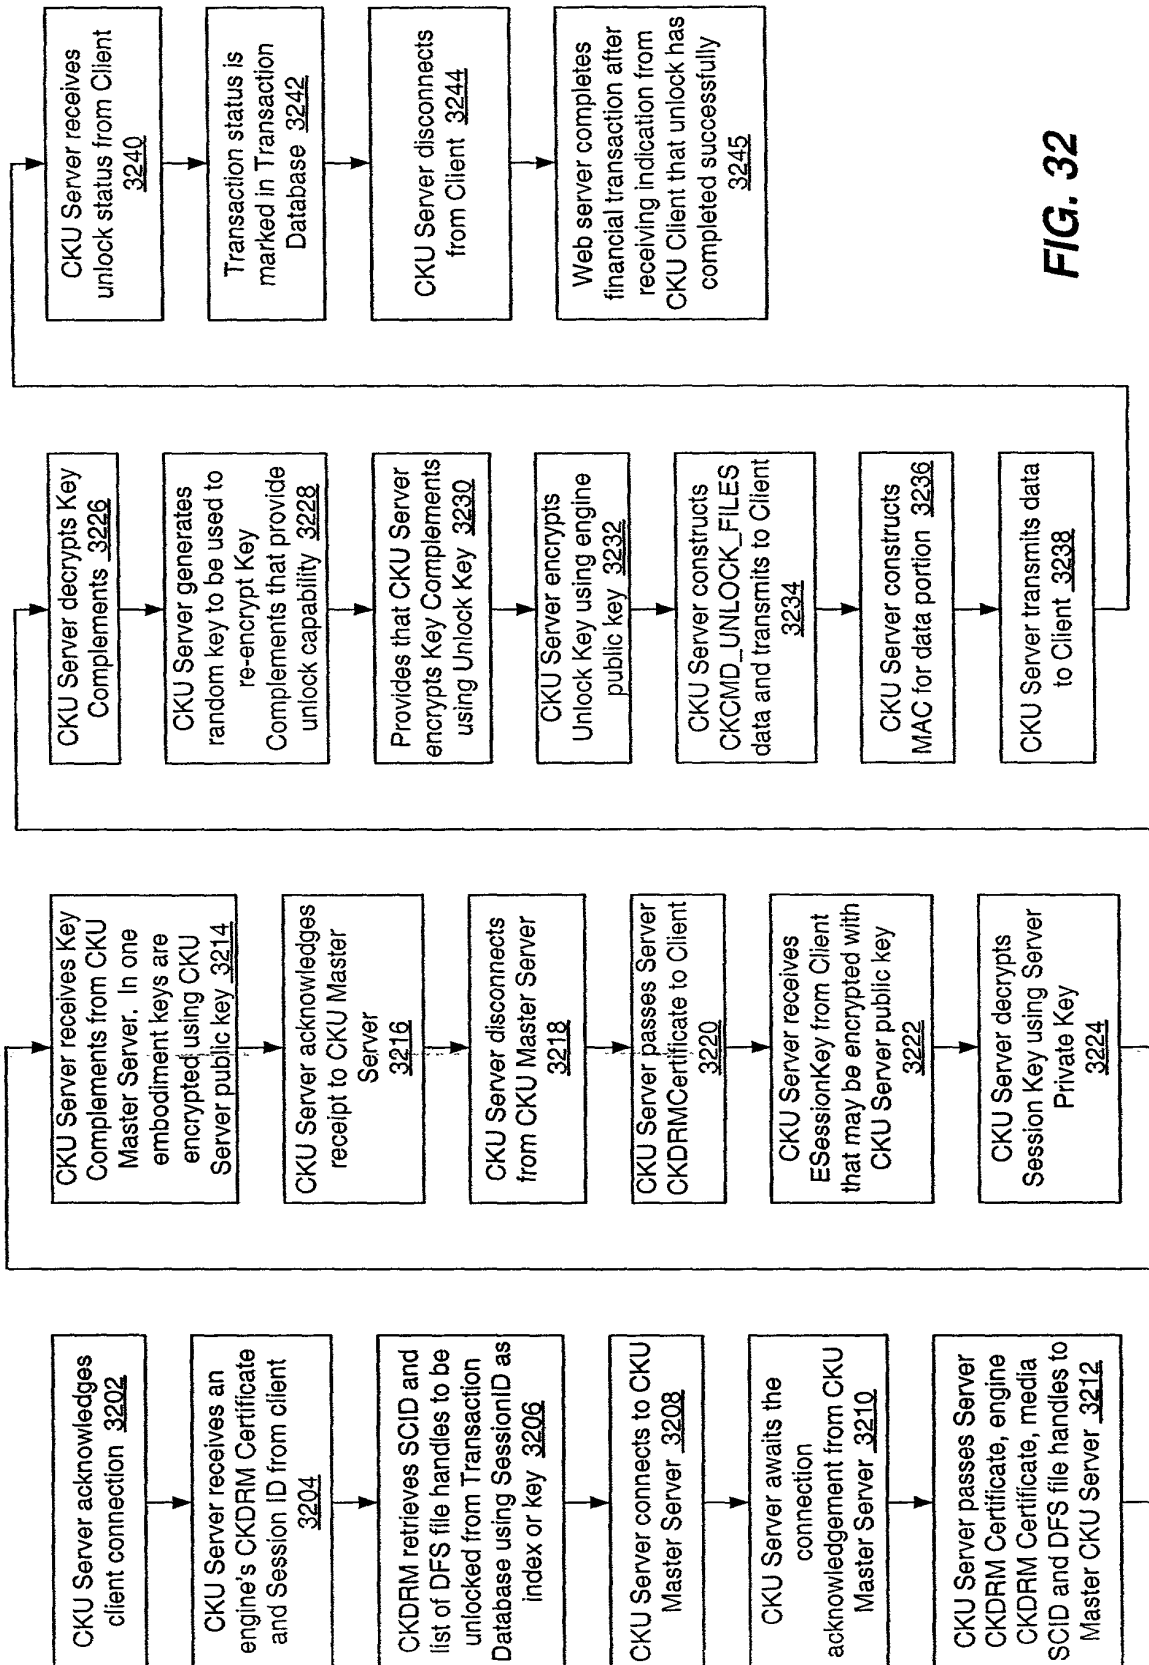 CKU Server acknowledges
client connection 3202
CKU Server receives an
engine's CKDRM Certificate
and Session ID from client
3204
CKDRM retrieves SCID and
list of DFS file handles to be
unlocked from Transaction
Database using SessionID as
index or key 3206
CKU Server connects to CKU
Master Server 3208
CKU Server awaits the
connection
acknowledgement from CKU
Master Server 3210
CKU Server passes Server
CKDRM Certificate, engine
CKDRM Certificate, media
SCID and DFS file handles to
Master CKU Server 3212
CKU Server receives Key
Complements from CKU
Master Server. In one
embodiment keys are
encrypted using CKU
Server public key 3214
CKU Server acknowledges
receipt to CKU Master
Server
3216
CKU Server disconnects
from CKU Master Server
3218
CKU Server passes Server
CKDRMCertificate to Client
3220
CKU Server receives
ESessionKey from Client
that may be encrypted with
CKU Server public key
3222
CKU Server decrypts
Session Key using Server
Private Key
3224
CKU Server decrypts Key
Complements 3226
CKU Server generates
random key to be used to
re-encrypt Key
Complements that provide
unlock capability 3228
Provides that CKU Server
encrypts Key Complements
using Unlock Key 3230
CKU Server encrypts
Unlock Key using engine
public key 3232
CKU Server constructs
CKCMD_UNLOCK_FILES
data and transmits to Client
3234
CKU Server constructs
MAC for data portion 3236
CKU Server transmits data
to Client 3238
CKU Server receives
unlock status from Client
3240
Transaction status is
marked in Transaction
Database 3242
CKU Server disconnects
from Client 3244
Web server completes
financial transaction after
receiving indication from
CKU Client that unlock has
completed successfully
3245
FIG. 32